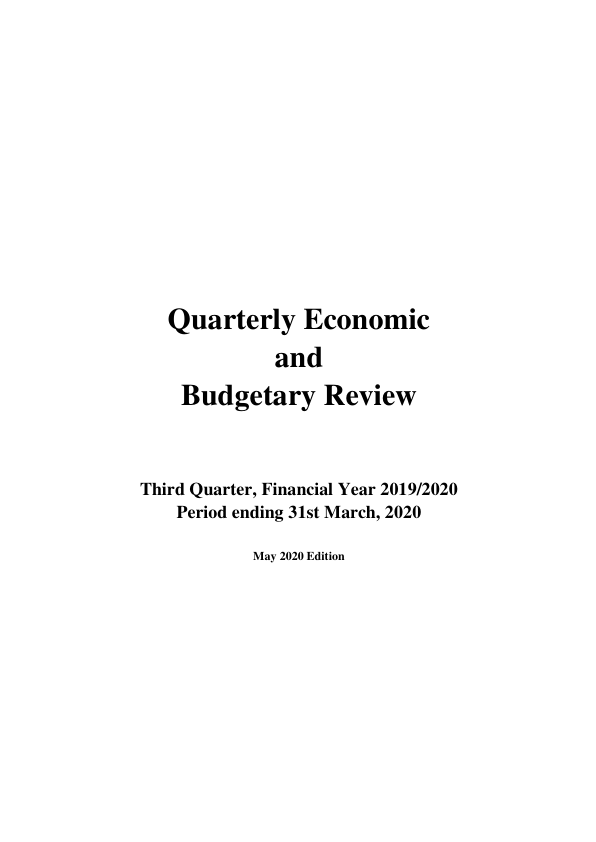 Quarterly Economic
and
Budgetary Review
Third Quarter, Financial Year 2019/2020
Period ending 31st March, 2020
May 2020 Edition